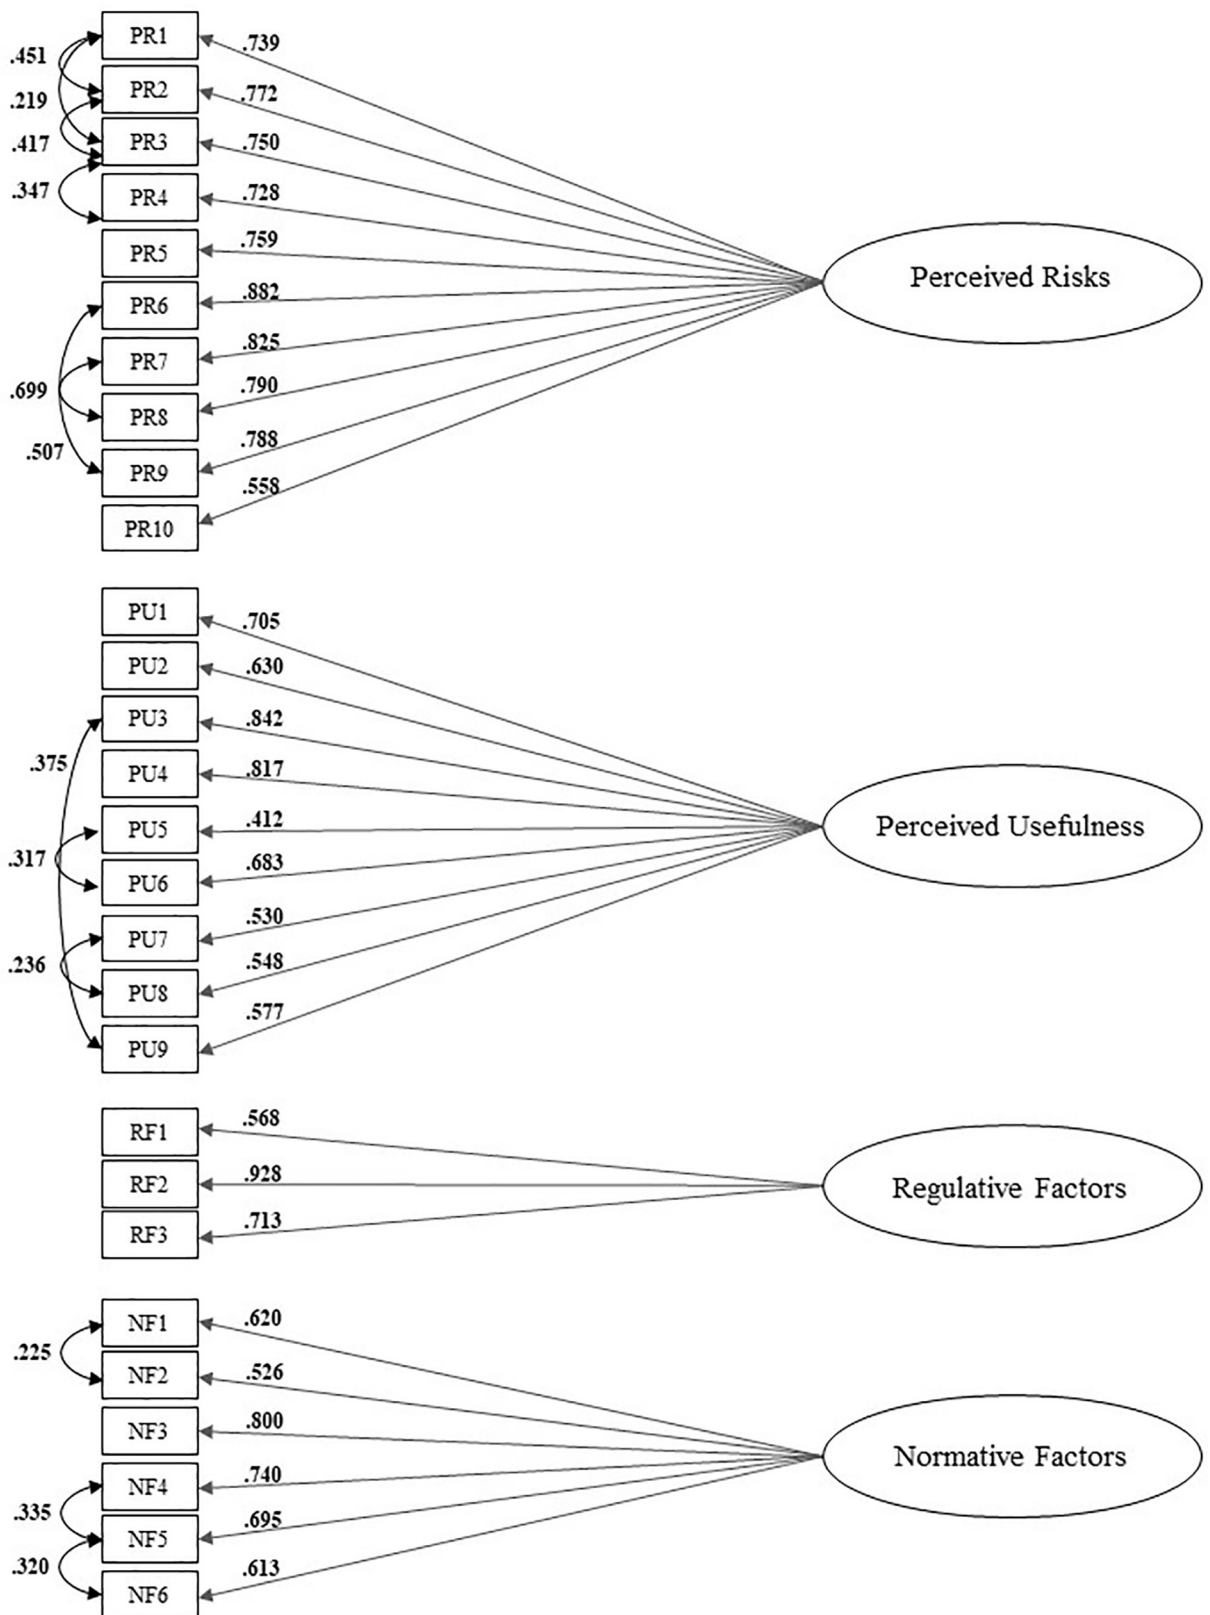 PR1
.739
.451
PR2
.772
.219
PR3
.750
.417
PR4
.728
.347
PR5
.759
Perceived Risks
PR6
.882
PR7
.825
PR8
.790
.699
PR9
.788
.507
PR10
.558
PU1
.705
PU2
.630
PU3
.842
.375
PU4
.817
PU5
.412
Perceived Usefulness
.317
PU6
.683
PU7
.530
.236
PU8
.548
PU9
.577
RF1
.568
RF2
.928
Regulative Factors
RF3
.713
NF1
.620
.225
NF2
.526
NF3
.800
Normative Factors
NF4
.740
.335
NF5
.695
.320
NF6
.613